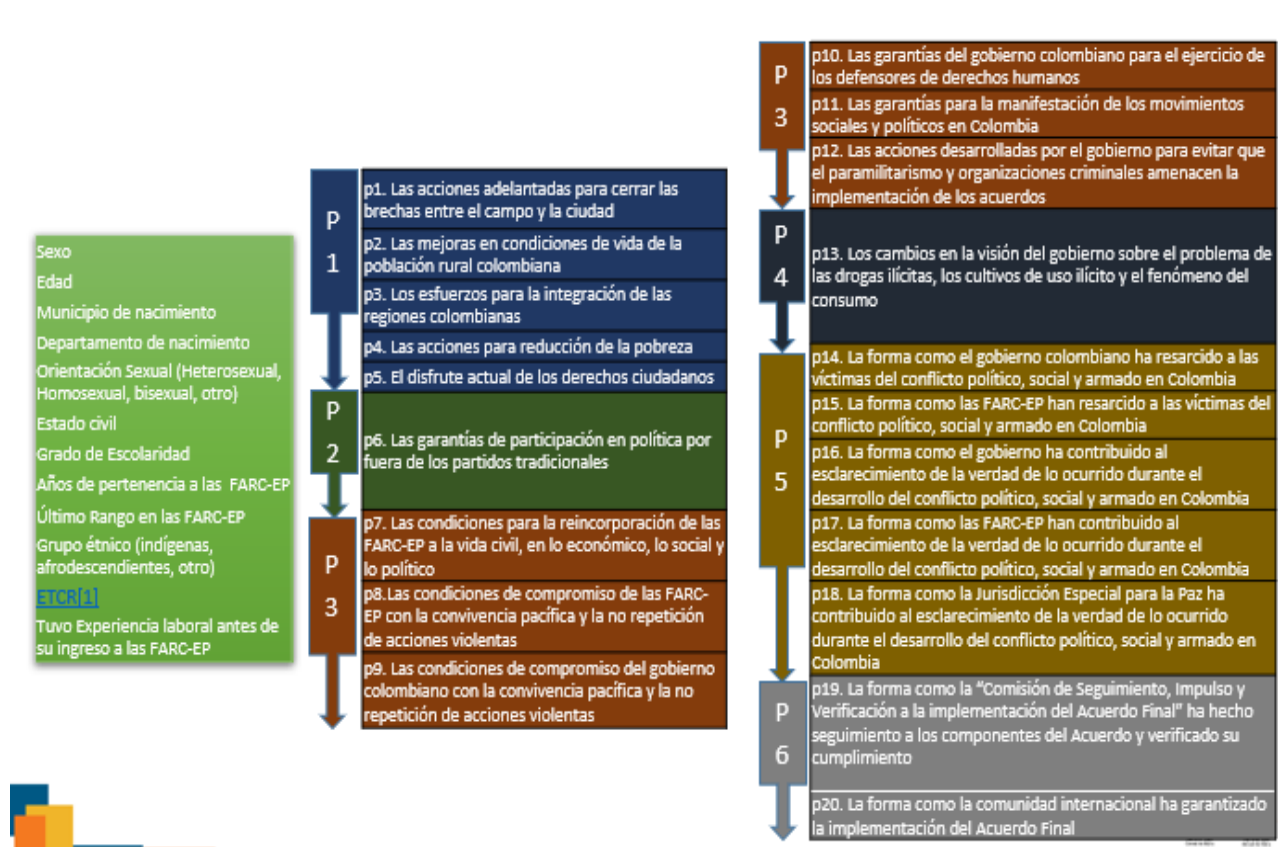 Sexo
Edad
Municipio de nacimiento
Departamento de nacimiento
Orientación Sexual (Heterosexual,
Homosexual, bisexual, otro)
Estado civil
Grado de Escolaridad
Años de pertenencia a las FARC-EP
Último Rango en las FARC-EP
Grupo étnico (indígenas,
afrodescendientes, otro)
ETCR[1]
Tuvo Experiencia laboral antes de
su ingreso a las FARC-EP
P
1
p1. Las acciones adelantadas para cerrar las
brechas entre el campo y la ciudad
p2. Las mejoras en condiciones de vida de la
población rural colombiana
p3. Los esfuerzos para la integración de las
regiones colombianas
p4. Las acciones para reducción de la pobreza
p5. El disfrute actual de los derechos ciudadanos
P
2
p6. Las garantías de participación en política por
fuera de los partidos tradicionales
P
3
p7. Las condiciones para la reincorporación de las
FARC-EP a la vida civil, en lo económico, lo social y
lo político
p8.Las condiciones de compromiso de las FARC-
EP con la convivencia pacífica y la no repetición
de acciones violentas
p9. Las condiciones de compromiso del gobierno
colombiano con la convivencia pacífica y la no
repetición de acciones violentas
P
3
p10. Las garantías del gobierno colombiano para el ejercicio de
los defensores de derechos humanos
p11. Las garantías para la manifestación de los movimientos
sociales y políticos en Colombia
p12. Las acciones desarrolladas por el gobierno para evitar que
el paramilitarismo y organizaciones criminales amenacen la
implementación de los acuerdos
P
4
p13. Los cambios en la visión del gobierno sobre el problema de
las drogas ilícitas, los cultivos de uso ilícito y el fenómeno del
consumo
P
5
p14. La forma como el gobierno colombiano ha resarcido a las
víctimas del conflicto político, social y armado en Colombia
p15. La forma como las FARC-EP han resarcido a las víctimas del
conflicto político, social y armado en Colombia
p16. La forma como el gobierno ha contribuido al
esclarecimiento de la verdad de lo ocurrido durante el
desarrollo del conflicto político, social y armado en Colombia
p17. La forma como las FARC-EP han contribuido al
esclarecimiento de la verdad de lo ocurrido durante el
desarrollo del conflicto político, social y armado en Colombia
p18. La forma como la Jurisdicción Especial para la Paz ha
contribuido al esclarecimiento de la verdad de lo ocurrido
durante el desarrollo del conflicto político, social y armado en
Colombia
P
6
p19. La forma como la “Comisión de Seguimiento, Impulso y
Verificación a la implementación del Acuerdo Final” ha hecho
seguimiento a los componentes del Acuerdo y verificado su
cumplimiento
p20. La forma como la comunidad internacional ha garantizado
la implementación del Acuerdo Final